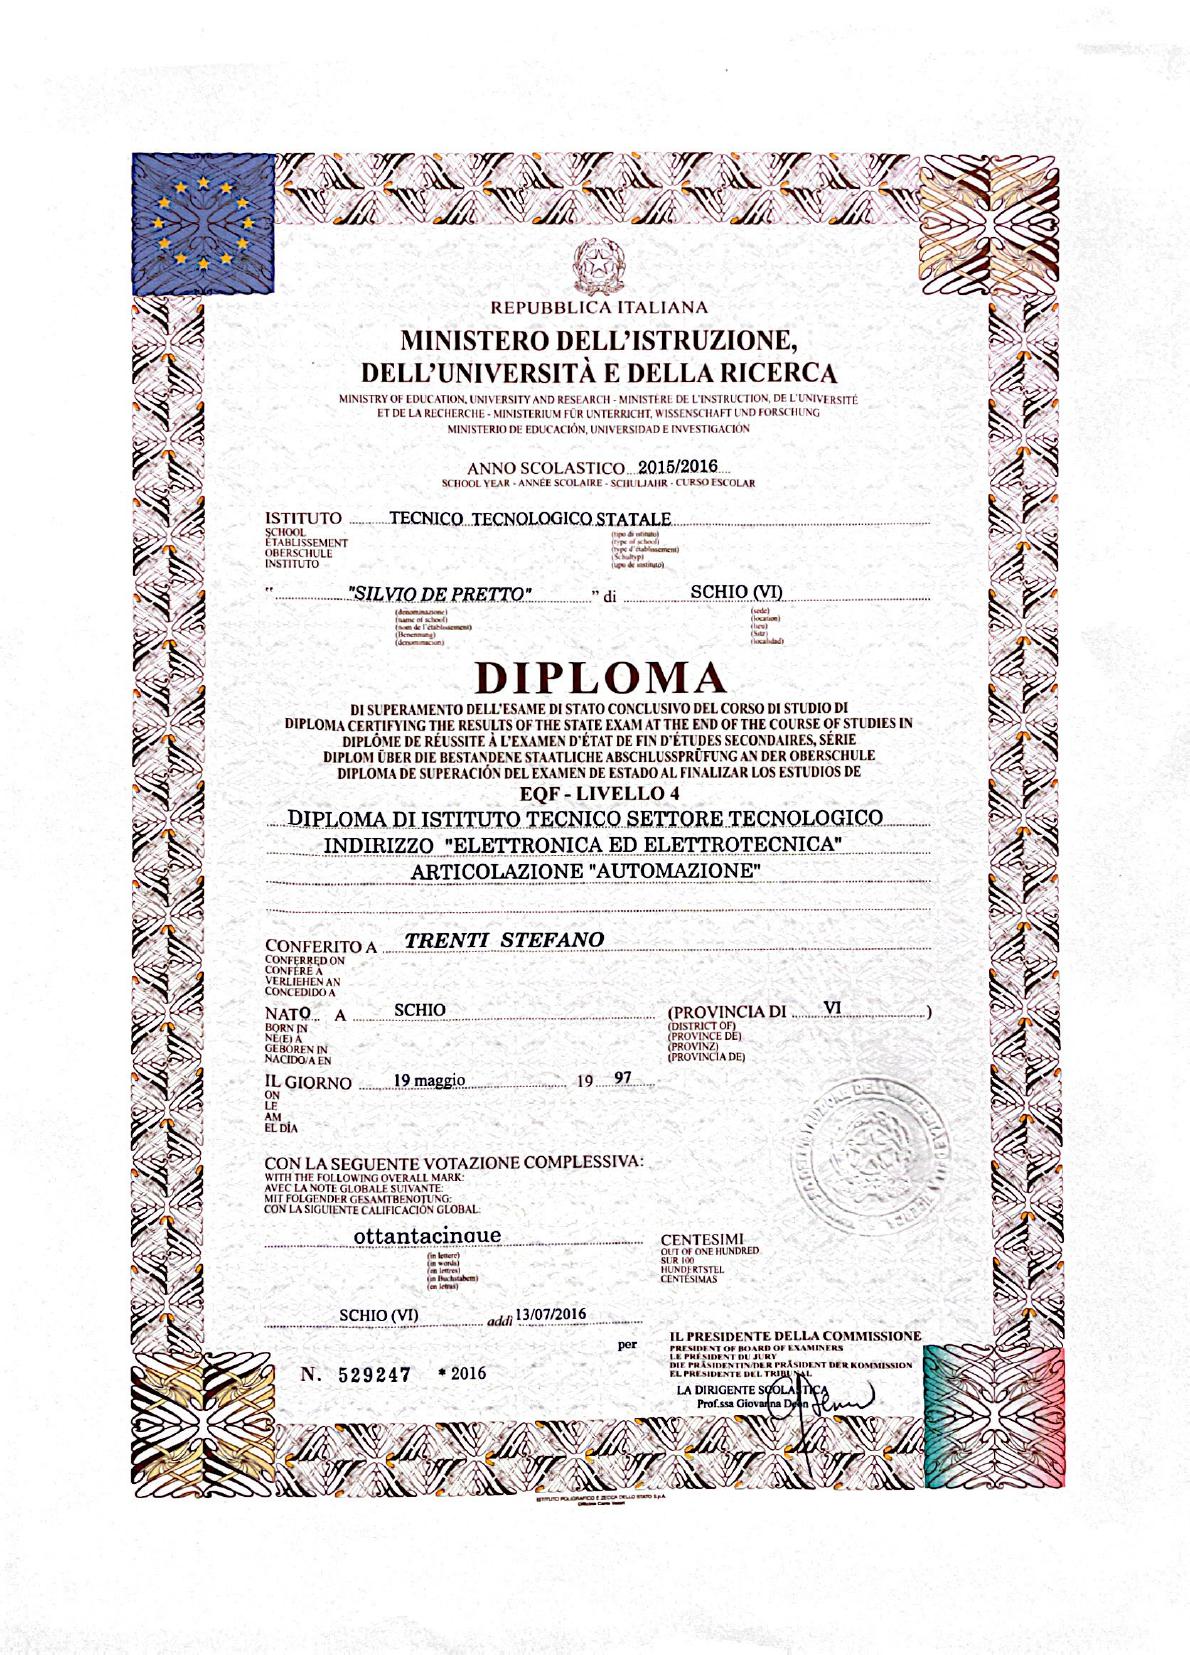 REPUBBLICA ITALIANA
MINISTERO DELL'ISTRUZIONE,
DELL'UNIVERSITÀ E DELLA RICERCA
MINISTRY OF EDUCATION, UNIVERSITY AND RESEARCH - MINISTÈRE DE L'INSTRUCTION, DE L'UNIVERSITÉ
ET DE LA RECHERCHE - MINISTERIUM FÜR UNTERRICHT, WISSENSCHAFT UND FORSCHUNG
MINISTERIO DE EDUCACIÓN, UNIVERSIDAD E INVESTIGACIÓN
ANNO SCOLASTICO 2015/2016
SCHOOL YEAR - ANNÉE SCOLAIRE - SCHULJAHR - CURSO ESCOLAR
ISTITUTO TECNICO TECNOLOGICO STATALE
SCHOOL
ÉTABLISSEMENT
OBERSCHULE
INSTITUTO
(tipo di istituto)
(type of school)
(type d'établissement)
(Schultyp)
(tipo de instituto)
" "SILVIO DE PRETTO" " di SCHIO (VI)
(denominazione)
(name of school)
(nom de l'établissement)
(Benennung)
(denominación)
(sede)
(location)
(lieu)
(Sitz)
(localidad)
DIPLOMA
DI SUPERAMENTO DELL'ESAME DI STATO CONCLUSIVO DEL CORSO DI STUDIO DI
DIPLOMA CERTIFYING THE RESULTS OF THE STATE EXAM AT THE END OF THE COURSE OF STUDIES IN
DIPLÔME DE RÉUSSITE À L'EXAMEN D'ÉTAT DE FIN D'ÉTUDES SECONDAIRES, SÉRIE
DIPLOM ÜBER DIE BESTANDENE STAATLICHE ABSCHLUSSPRÜFUNG AN DER OBERSCHULE
DIPLOMA DE SUPERACIÓN DEL EXAMEN DE ESTADO AL FINALIZAR LOS ESTUDIOS DE
EQF - LIVELLO 4
DIPLOMA DI ISTITUTO TECNICO SETTORE TECNOLOGICO
INDIRIZZO "ELETTRONICA ED ELETTROTECNICA"
ARTICOLAZIONE "AUTOMAZIONE"
CONFERITO A TRENTI STEFANO
CONFERRED ON
CONFÉRÉ À
VERLIEHEN AN
CONCEDIDO A
NATO A SCHIO (PROVINCIA DI VI)
BORN IN
NÉ(E) À
GEBOREN IN
NACIDO/A EN
(DISTRICT OF)
(PROVINCE DE)
(PROVINZ)
(PROVINCIA DE)
IL GIORNO 19 maggio 19 97
ON
LE
AM
EL DÍA
CON LA SEGUENTE VOTAZIONE COMPLESSIVA:
WITH THE FOLLOWING OVERALL MARK:
AVEC LA NOTE GLOBALE SUIVANTE:
MIT FOLGENDER GESAMTBENOTUNG:
CON LA SIGUIENTE CALIFICACIÓN GLOBAL:
ottantacinque CENTESIMI
(in lettere)
(in words)
(en lettres)
(in Buchstaben)
(en letras)
OUT OF ONE HUNDRED
SUR 100
HUNDERTSTEL
CENTÉSIMAS
SCHIO (VI) addì 13/07/2016
per IL PRESIDENTE DELLA COMMISSIONE
PRESIDENT OF BOARD OF EXAMINERS
LE PRÉSIDENT DU JURY
DIE PRÄSIDENTIN/DER PRÄSIDENT DER KOMMISSION
EL PRESIDENTE DEL TRIBUNAL
N. 529247 * 2016
LA DIRIGENTE SCOLASTICA
Prof.ssa Giovanna Deon
ISTITUTO POLIGRAFICO E ZECCA DELLO STATO S.p.A.